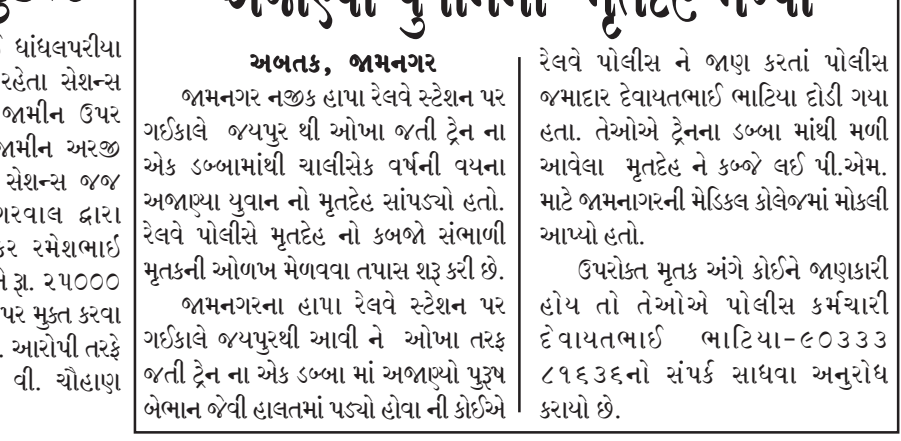 ધાંધલપરીયા
રહેતા સેશન્સ
જામીન ઉપર
અરજી
સેશન્સ જજ
દ્વારા
રમેશભાઈ
રૂા. ૨૫૦૦૦
પર મુક્ત કરવા
આરોપી તરફે
વી. ચૌહાણ
અજાણ્યા યુવાનનો મૃતદેહ મળ્યો
અબતક, જામનગર
જામનગર નજીક હાપા રેલવે સ્ટેશન પર
ગઈકાલે જયપુર થી ઓખા જતી ટ્રેન ના
એક ડબ્બામાંથી ચાલીસેક વર્ષની વયના
અજાણ્યા યુવાન નો મૃતદેહ સાંપડ્યો હતો.
રેલવે પોલીસે મૃતદેહ નો કબજો સંભાળી
મૃતકની ઓળખ મેળવવા તપાસ શરૂ કરી છે.
જામનગરના હાપા રેલવે સ્ટેશન પર
ગઈકાલે જયપુરથી આવી ને ઓખા તરફ
જતી ટ્રેન ના એક ડબ્બા માં અજાણ્યો પુરૂષ
બેભાન જેવી હાલતમાં પડ્યો હોવા ની કોઈએ
રેલવે પોલીસ ને જાણ કરતાં પોલીસ
જમાદાર દેવાયતભાઈ ભાટિયા દોડી ગયા
હતા. તેઓએ ટ્રેનના ડબ્બા માંથી મળી
આવેલા મૃતદેહ ને કબ્જે લઈ પી.એમ.
માટે જામનગરની મેડિકલ કોલેજમાં મોકલી
આપ્યો હતો.
ઉપરોક્ત મૃતક અંગે કોઈને જાણકારી
હોય તો તેઓએ પોલીસ કર્મચારી
દેવાયતભાઈ ભાટિયા-૯૦૩૩૩
૮૧૬૩૬નો સંપર્ક સાધવા અનુરોધ
કરાયો છે.